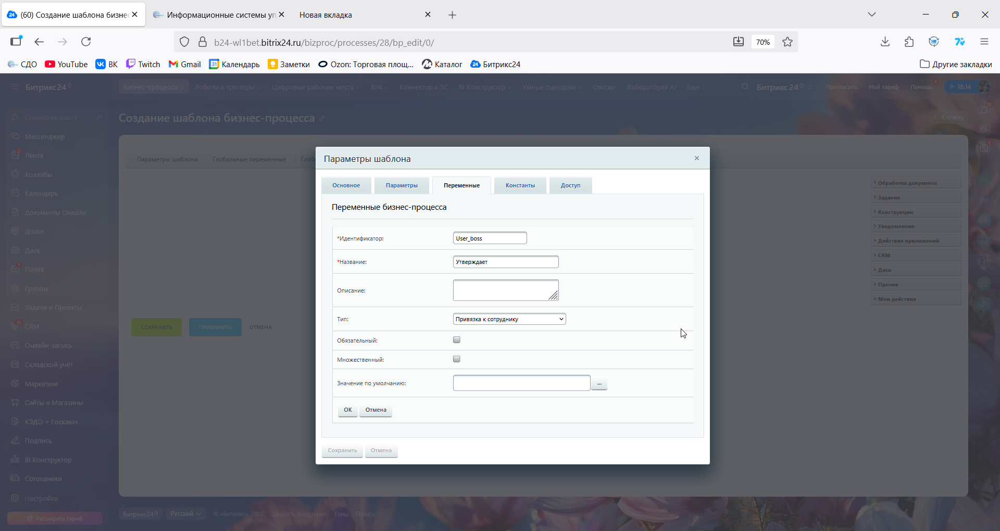 (60) Создание шаблона бизне
Информационные системы уп
Новая вкладка
b24-wl1bet.bitrix24.ru/bizproc/processes/28/bp_edit/0/
70%
СДО
YouTube
ВК
Twitch
Gmail
Календарь
Заметки
Ozon: Торговая площ...
Каталог
Битрикс24
Другие закладки
Битрикс24
Бизнес-процессы
Роботы и триггеры
Цифровые рабочие места
RPA
Коннектор к 1С
BI Конструктор
Умные сценарии
Списки
Лаборатория AI
Еще
Битрикс24
Пригласить
Мой тариф
Помощь
1
18:14
Совместная работа
Создание шаблона бизнес-процесса
К списку
Мессенджер
2
Лента
Коллабы
Календарь
Документы Онлайн
Доски
Диск
7
Почта
Группы
Задачи и Проекты
35
CRM
Онлайн-запись
Складской учёт
Маркетинг
Сайты и Магазины
КЭДО + Госключ
Подпись
BI Конструктор
Сотрудники
Настройки
Расширить тариф
Параметры шаблона
Глобальные переменные
Глоб
СОХРАНИТЬ
ПРИМЕНИТЬ
ОТМЕНА
Параметры шаблона
Основное
Параметры
Переменные
Константы
Доступ
Переменные бизнес-процесса
*Идентификатор:
User_boss
*Название:
Утверждает
Описание:
Тип:
Привязка к сотруднику
Обязательный:
Множественный:
Значение по умолчанию:
...
ОК
Отмена
Сохранить
Отмена
Обработка документа
Задания
Конструкции
Уведомления
Действия приложений
CRM
Диск
Прочее
Мои действия
1
Битрикс24
Русский
© «Битрикс», 2025
Заказать внедрение
Темы
Печать